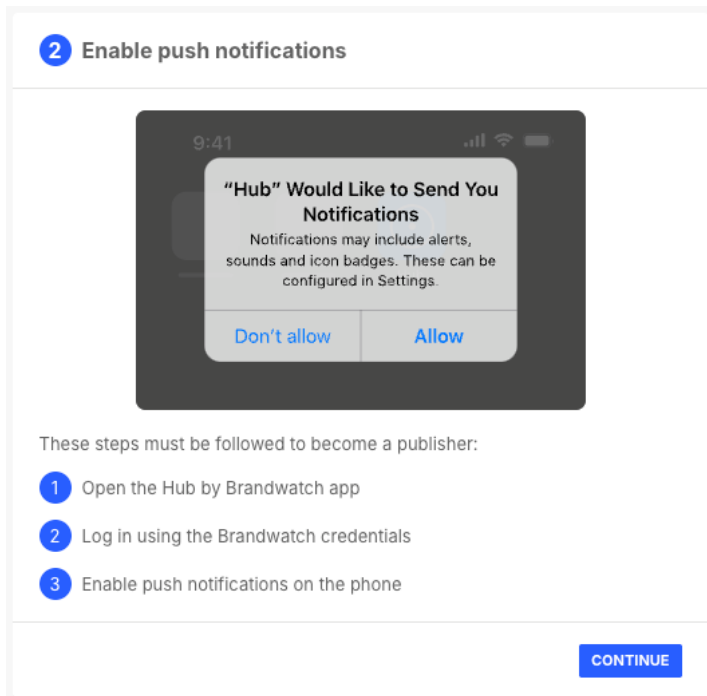 2 Enable push notifications
9:41
“Hub” Would Like to Send You
Notifications
Notifications may include alerts,
sounds and icon badges. These can be
configured in Settings.
Don’t allow Allow
These steps must be followed to become a publisher:
1 Open the Hub by Brandwatch app
2 Log in using the Brandwatch credentials
3 Enable push notifications on the phone
CONTINUE